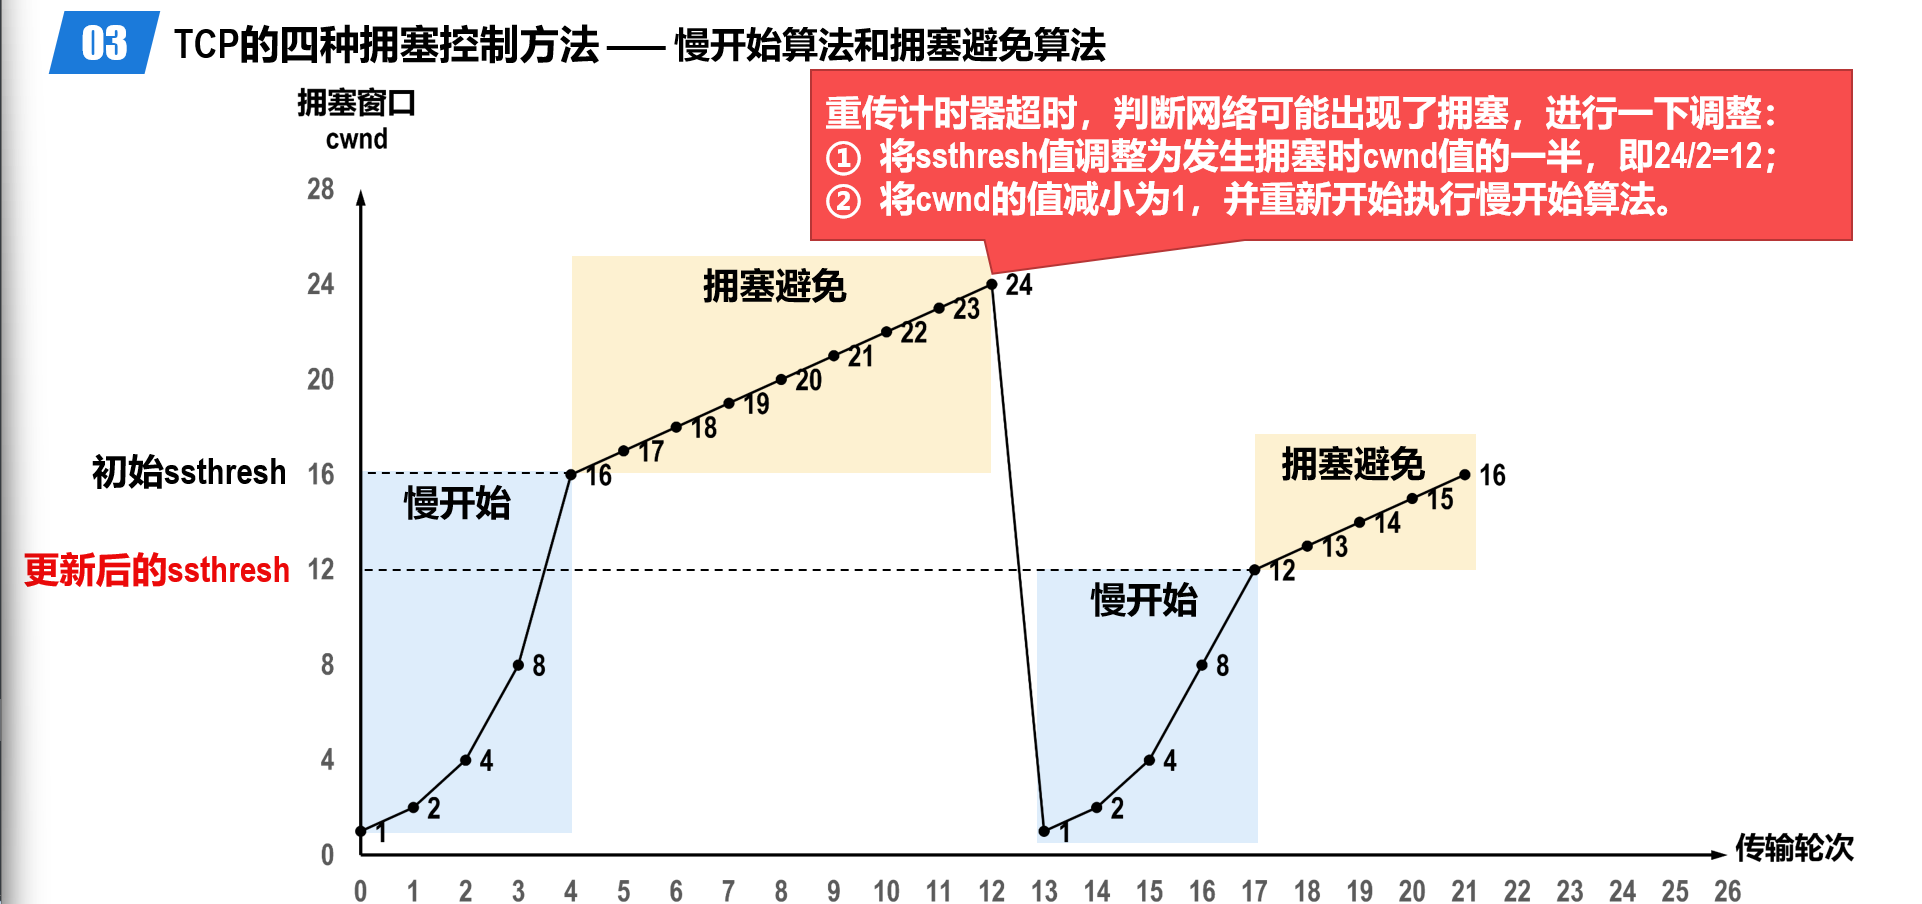 03 TCP的四种拥塞控制方法 —— 慢开始算法和拥塞避免算法
拥塞窗口
cwnd
重传计时器超时，判断网络可能出现了拥塞，进行一下调整：
① 将ssthresh值调整为发生拥塞时cwnd值的一半，即24/2=12；
② 将cwnd的值减小为1，并重新开始执行慢开始算法。
28
24
20
初始ssthresh 16
更新后的ssthresh 12
8
4
0
慢开始
1
2
4
8
16
拥塞避免
17
18
19
20
21
22
23
24
慢开始
1
2
4
8
12
拥塞避免
13
14
15
16
传输轮次
0 1 2 3 4 5 6 7 8 9 10 11 12 13 14 15 16 17 18 19 20 21 22 23 24 25 26